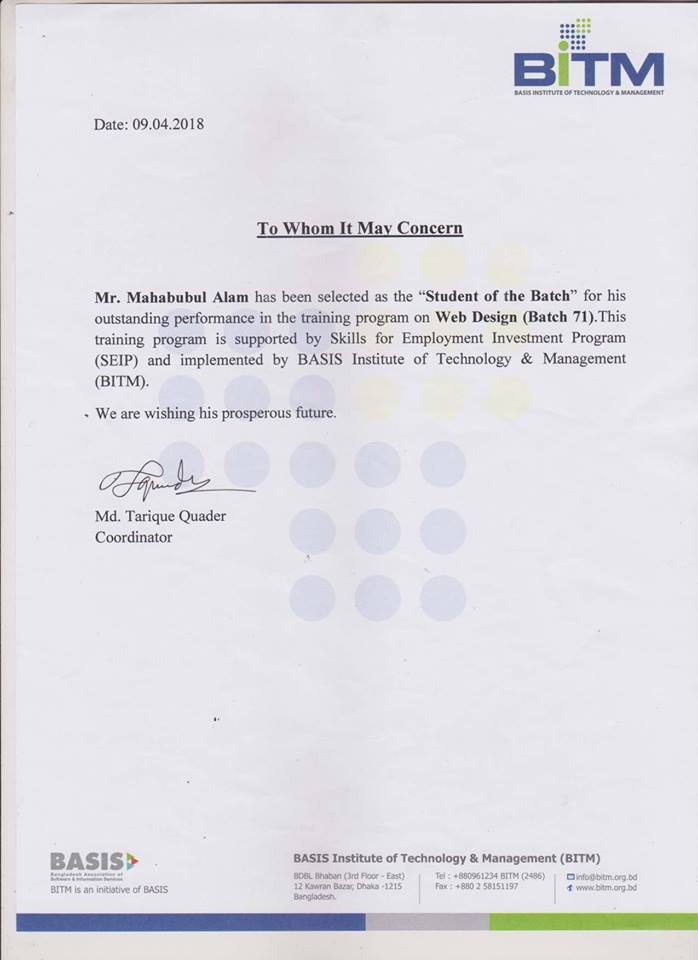 BiTM
BASIS INSTITUTE OF TECHNOLOGY & MANAGEMENT
Date: 09.04.2018
To Whom It May Concern
Mr. Mahabubul Alam has been selected as the “Student of the Batch” for his
outstanding performance in the training program on Web Design (Batch 71).This
training program is supported by Skills for Employment Investment Program
(SEIP) and implemented by BASIS Institute of Technology & Management
(BITM).
We are wishing his prosperous future.
Md. Tarique Quader
Coordinator
BASIS
Bangladesh Association of
Software & Information Services
BITM is an initiative of BASIS
BASIS Institute of Technology & Management (BITM)
BDBL Bhaban (3rd Floor - East)
12 Kawran Bazar, Dhaka -1215
Bangladesh.
Tel : +880961234 BITM (2486)
Fax : +880 2 58151197
info@bitm.org.bd
www.bitm.org.bd